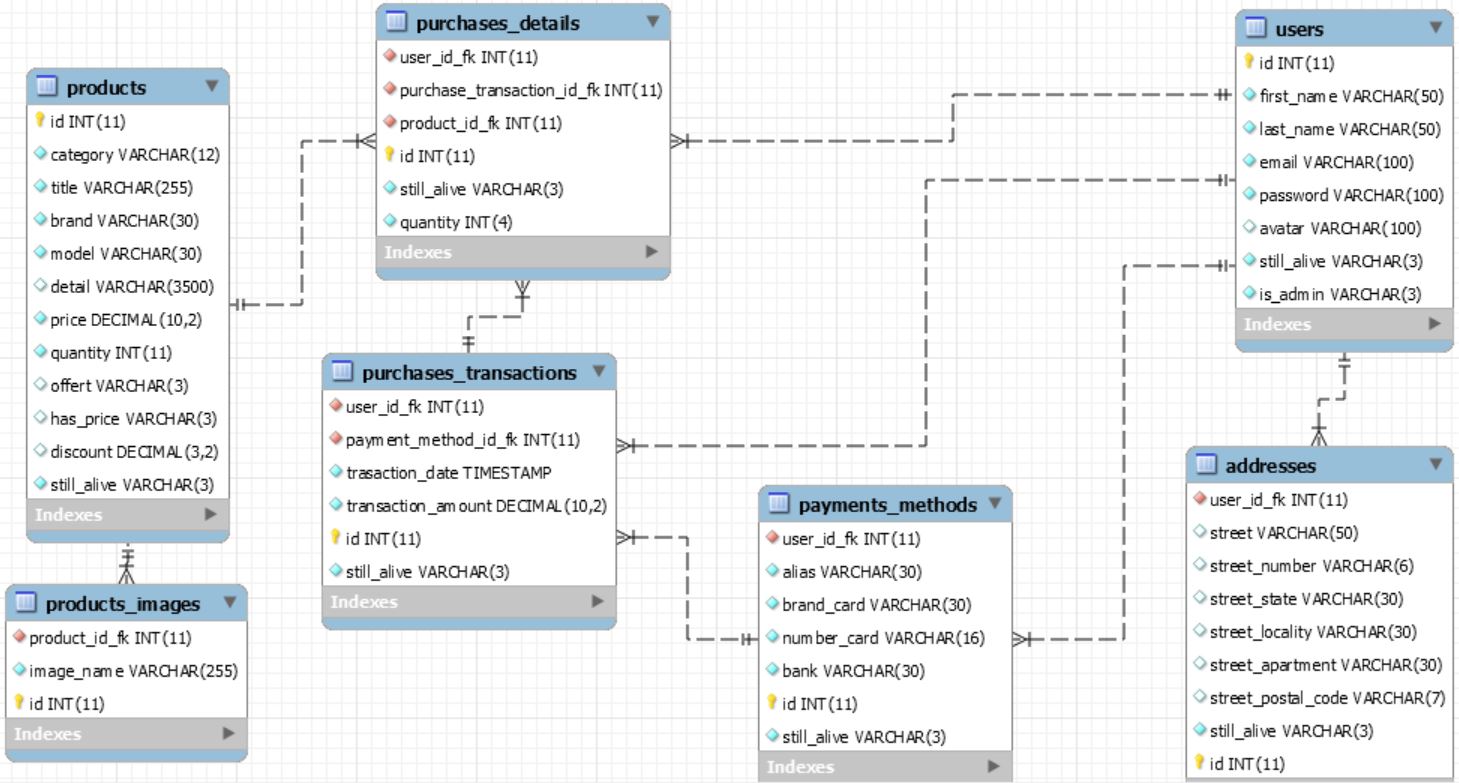 purchases_details
user_id_fk INT(11)
purchase_transaction_id_fk INT(11)
product_id_fk INT(11)
id INT(11)
still_alive VARCHAR(3)
quantity INT(4)
Indexes
users
id INT(11)
first_name VARCHAR(50)
last_name VARCHAR(50)
email VARCHAR(100)
password VARCHAR(100)
avatar VARCHAR(100)
still_alive VARCHAR(3)
is_admin VARCHAR(3)
Indexes
products
id INT(11)
category VARCHAR(12)
title VARCHAR(255)
brand VARCHAR(30)
model VARCHAR(30)
detail VARCHAR(3500)
price DECIMAL(10,2)
quantity INT(11)
offert VARCHAR(3)
has_price VARCHAR(3)
discount DECIMAL(3,2)
still_alive VARCHAR(3)
Indexes
purchases_transactions
user_id_fk INT(11)
payment_method_id_fk INT(11)
trasaction_date TIMESTAMP
transaction_amount DECIMAL(10,2)
id INT(11)
still_alive VARCHAR(3)
Indexes
payments_methods
user_id_fk INT(11)
alias VARCHAR(30)
brand_card VARCHAR(30)
number_card VARCHAR(16)
bank VARCHAR(30)
id INT(11)
still_alive VARCHAR(3)
Indexes
addresses
user_id_fk INT(11)
street VARCHAR(50)
street_number VARCHAR(6)
street_state VARCHAR(30)
street_locality VARCHAR(30)
street_apartment VARCHAR(30)
street_postal_code VARCHAR(7)
still_alive VARCHAR(3)
id INT(11)
products_images
product_id_fk INT(11)
image_name VARCHAR(255)
id INT(11)
Indexes